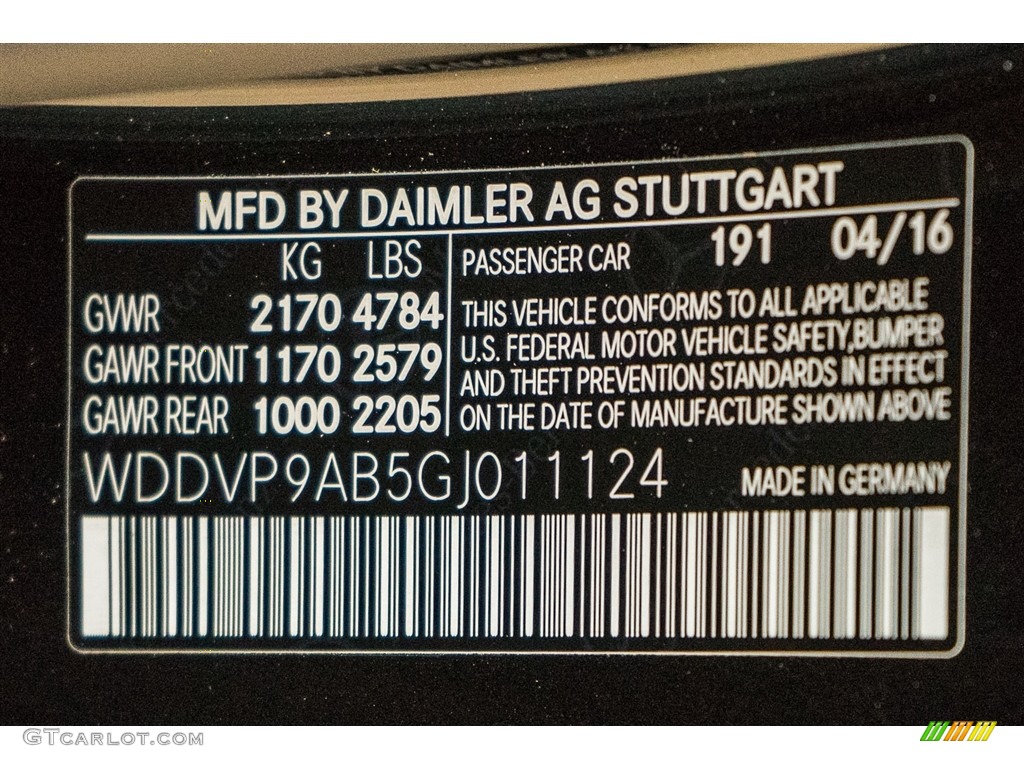 MFD BY DAIMLER AG STUTTGART
KG LBS
GVWR 2170 4784
GAWR FRONT 1170 2579
GAWR REAR 1000 2205
PASSENGER CAR 191 04/16
THIS VEHICLE CONFORMS TO ALL APPLICABLE
U.S. FEDERAL MOTOR VEHICLE SAFETY,BUMPER
AND THEFT PREVENTION STANDARDS IN EFFECT
ON THE DATE OF MANUFACTURE SHOWN ABOVE
WDDVP9AB5GJ011124
MADE IN GERMANY
GTCARLOT.COM